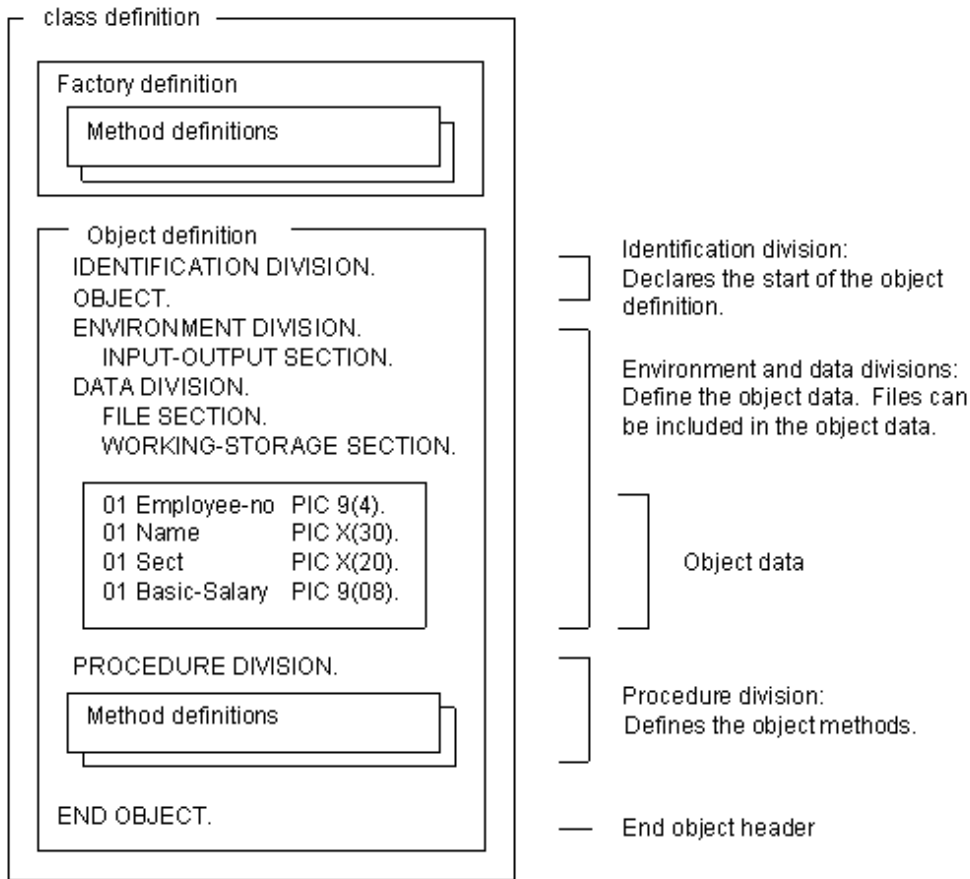 class definition
Factory definition
Method definitions
Object definition
IDENTIFICATION DIVISION.
OBJECT.
ENVIRONMENT DIVISION.
INPUT-OUTPUT SECTION.
DATA DIVISION.
FILE SECTION.
WORKING-STORAGE SECTION.
01 Employee-no PIC 9(4).
01 Name PIC X(30).
01 Sect PIC X(20).
01 Basic-Salary PIC 9(08).
PROCEDURE DIVISION.
Method definitions
END OBJECT.
Identification division:
Declares the start of the object
definition.
Environment and data divisions:
Define the object data. Files can
be included in the object data.
Object data
Procedure division:
Defines the object methods.
End object header